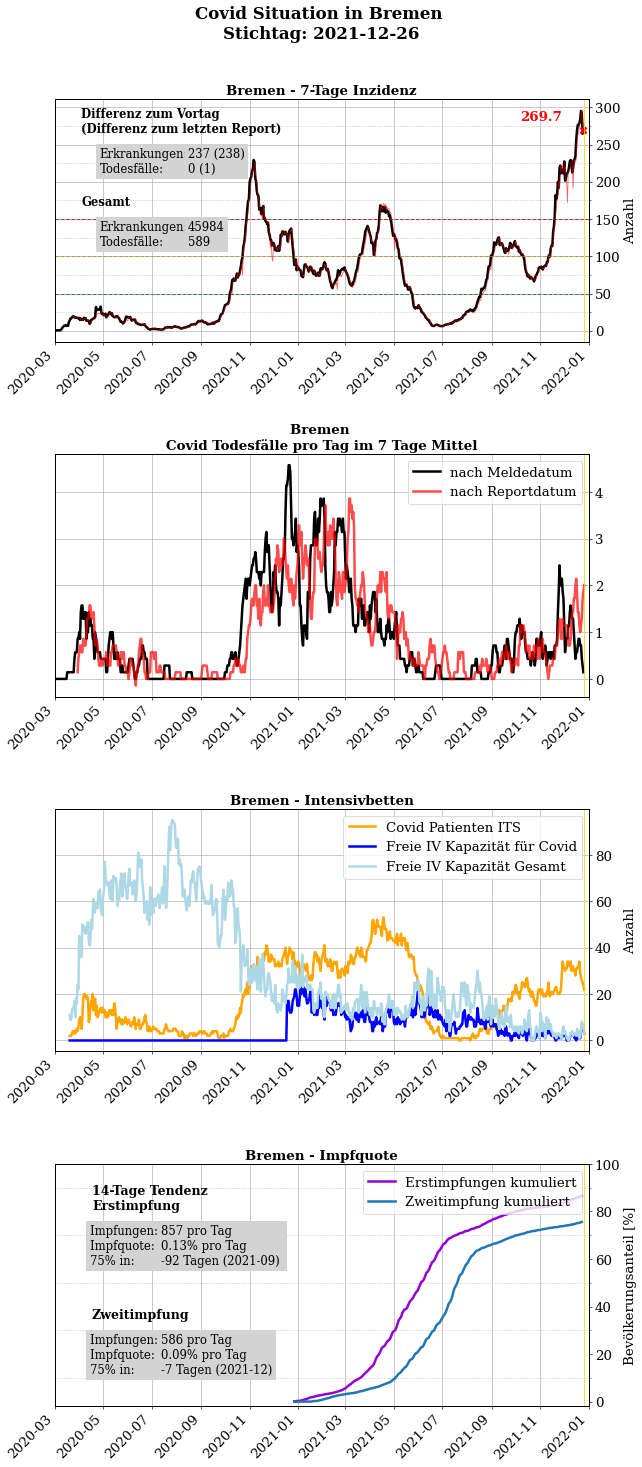 Covid Situation in Bremen
Stichtag: 2021-12-26
Bremen - 7-Tage Inzidenz
Differenz zum Vortag
(Differenz zum letzten Report)
Erkrankungen 237 (238)
Todesfälle: 0 (1)
Gesamt
Erkrankungen 45984
Todesfälle: 589
269.7
300
250
200
150
100
50
0
Anzahl
2020-03
2020-05
2020-07
2020-09
2020-11
2021-01
2021-03
2021-05
2021-07
2021-09
2021-11
2022-01
Bremen
Covid Todesfälle pro Tag im 7 Tage Mittel
nach Meldedatum
nach Reportdatum
4
3
2
1
0
2020-03
2020-05
2020-07
2020-09
2020-11
2021-01
2021-03
2021-05
2021-07
2021-09
2021-11
2022-01
Bremen - Intensivbetten
Covid Patienten ITS
Freie IV Kapazität für Covid
Freie IV Kapazität Gesamt
80
60
40
20
0
Anzahl
2020-03
2020-05
2020-07
2020-09
2020-11
2021-01
2021-03
2021-05
2021-07
2021-09
2021-11
2022-01
Bremen - Impfquote
14-Tage Tendenz
Erstimpfung
Impfungen: 857 pro Tag
Impfquote: 0.13% pro Tag
75% in: -92 Tagen (2021-09)
Zweitimpfung
Impfungen: 586 pro Tag
Impfquote: 0.09% pro Tag
75% in: -7 Tagen (2021-12)
Erstimpfungen kumuliert
Zweitimpfung kumuliert
100
80
60
40
20
0
Bevölkerungsanteil [%]
2020-03
2020-05
2020-07
2020-09
2020-11
2021-01
2021-03
2021-05
2021-07
2021-09
2021-11
2022-01